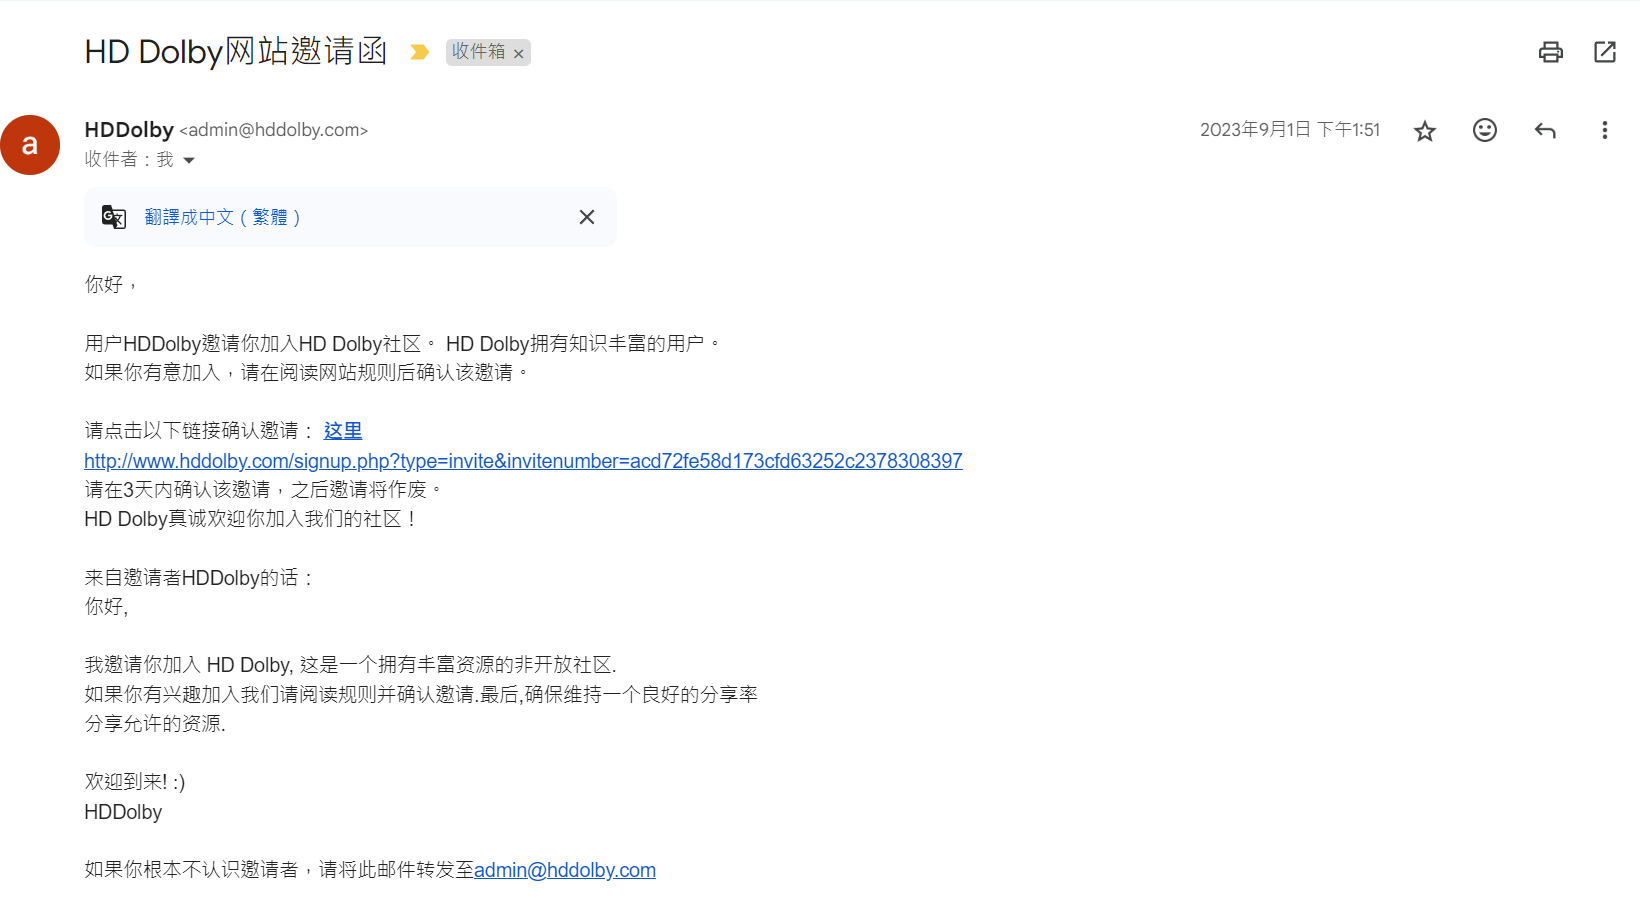 HD Dolby网站邀请函
收件箱 ×
HDDolby <admin@hddolby.com>
2023年9月1日 下午1:51
收件者：我
翻譯成中文（繁體）
你好，
用户HDDolby邀请你加入HD Dolby社区。 HD Dolby拥有知识丰富的用户。
如果你有意加入，请在阅读网站规则后确认该邀请。
请点击以下链接确认邀请： 这里
http://www.hddolby.com/signup.php?type=invite&invitenumber=acd72fe58d173cfd63252c2378308397
请在3天内确认该邀请，之后邀请将作废。
HD Dolby真诚欢迎你加入我们的社区！
来自邀请者HDDolby的话：
你好,
我邀请你加入 HD Dolby, 这是一个拥有丰富资源的非开放社区.
如果你有兴趣加入我们请阅读规则并确认邀请.最后,确保维持一个良好的分享率
分享允许的资源.
欢迎到来! :)
HDDolby
如果你根本不认识邀请者，请将此邮件转发至admin@hddolby.com